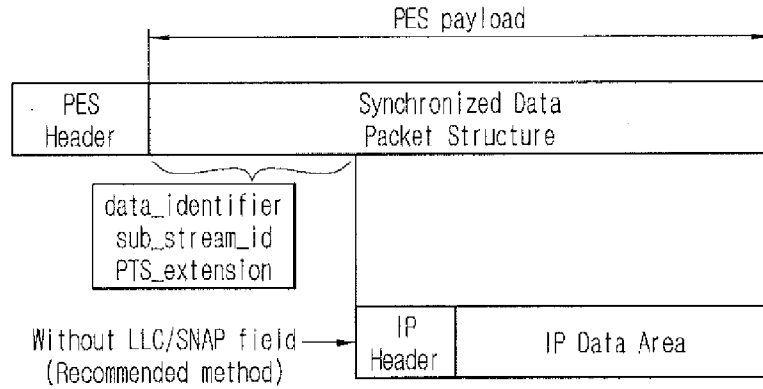 PES payload
PES
Header
Synchronized Data
Packet Structure
data_identifier
sub_stream_id
PTS_extension
Without LLC/SNAP field
(Recommended method)
IP
Header
IP Data Area